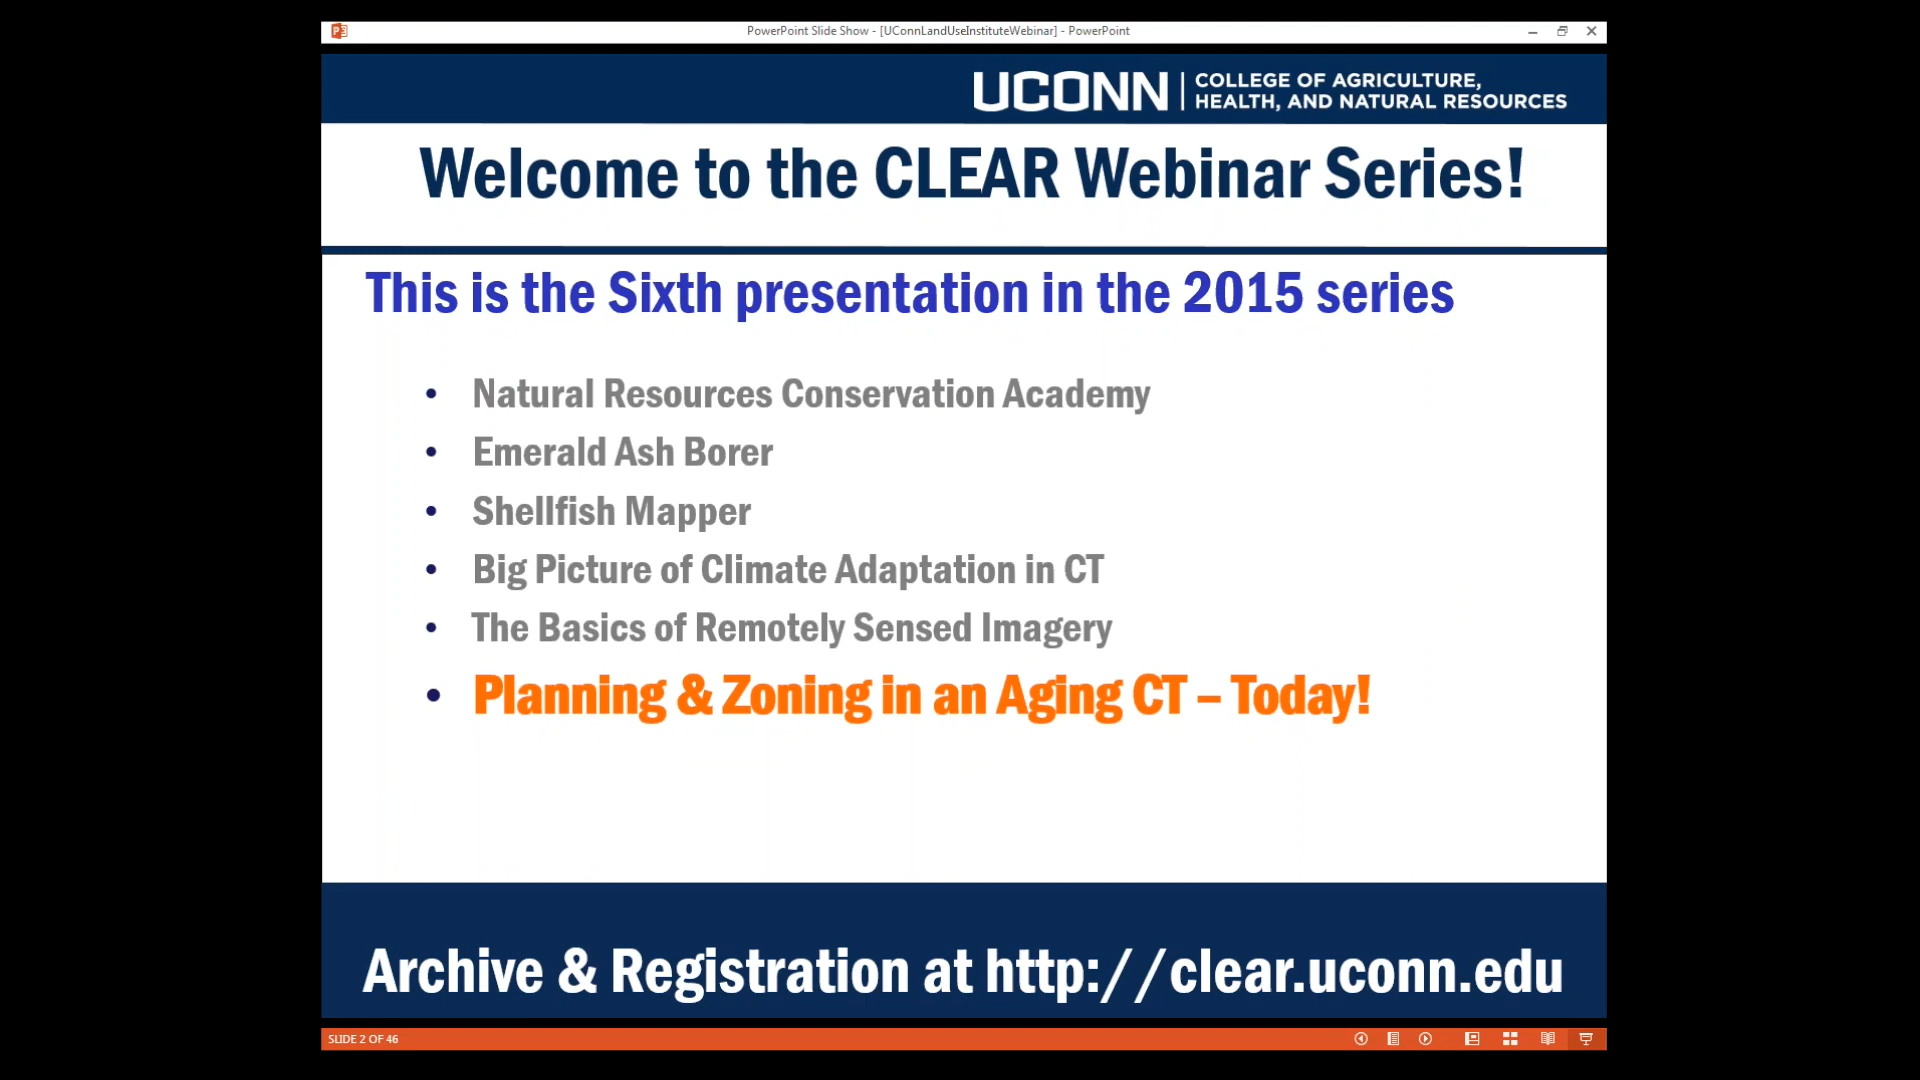 PowerPoint Slide Show - [UConnLandUseInstituteWebinar] - PowerPoint
UCONN | COLLEGE OF AGRICULTURE,
HEALTH, AND NATURAL RESOURCES
Welcome to the CLEAR Webinar Series!
This is the Sixth presentation in the 2015 series
• Natural Resources Conservation Academy
• Emerald Ash Borer
• Shellfish Mapper
• Big Picture of Climate Adaptation in CT
• The Basics of Remotely Sensed Imagery
• Planning & Zoning in an Aging CT – Today!
Archive & Registration at http://clear.uconn.edu
SLIDE 2 OF 46